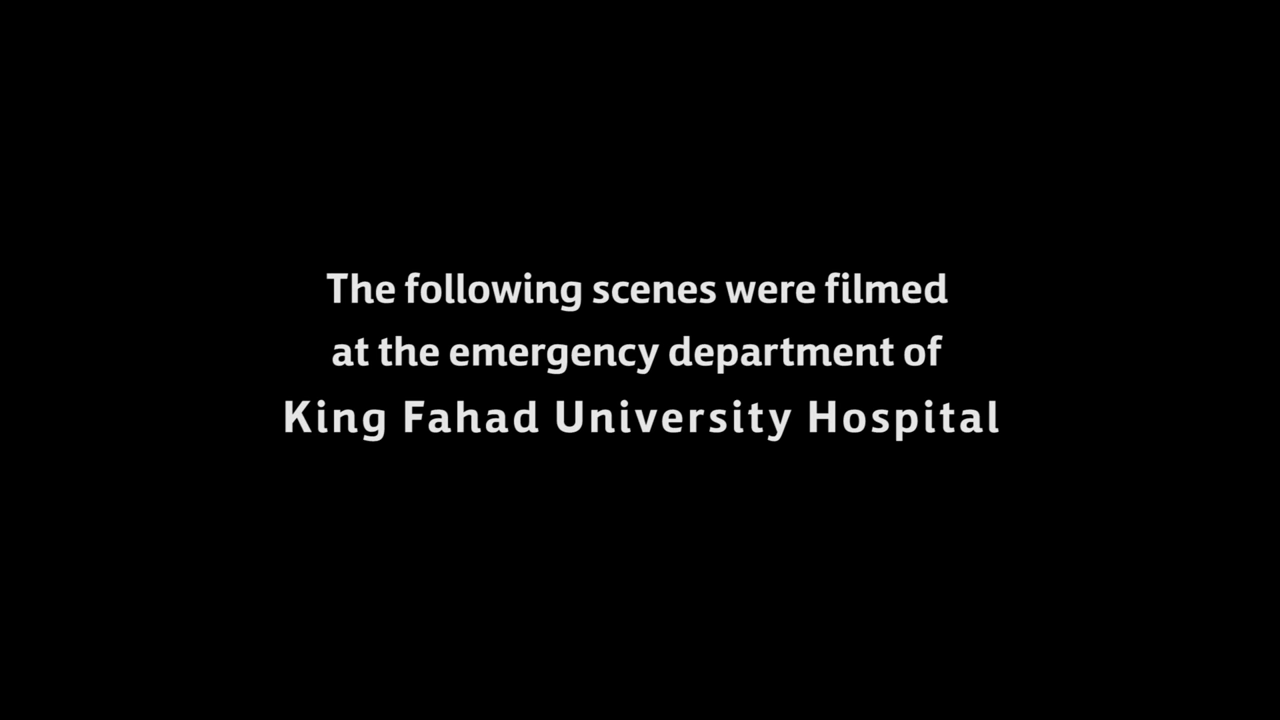 The following scenes were filmed
at the emergency department of
King Fahad University Hospital